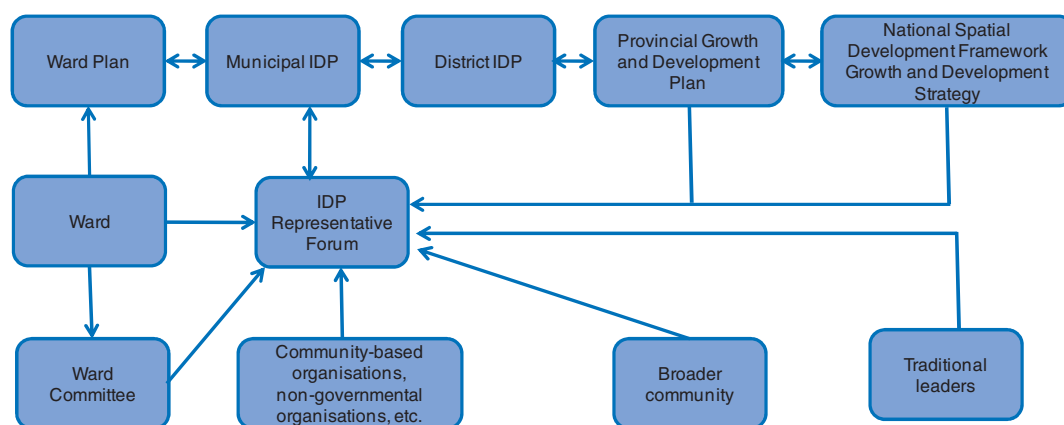 Ward Plan
Municipal IDP
District IDP
Provincial Growth
and Development
Plan
National Spatial
Development Framework
Growth and Development
Strategy
Ward
IDP
Representative
Forum
Ward
Committee
Community-based
organisations,
non-governmental
organisations, etc.
Broader
community
Traditional
leaders